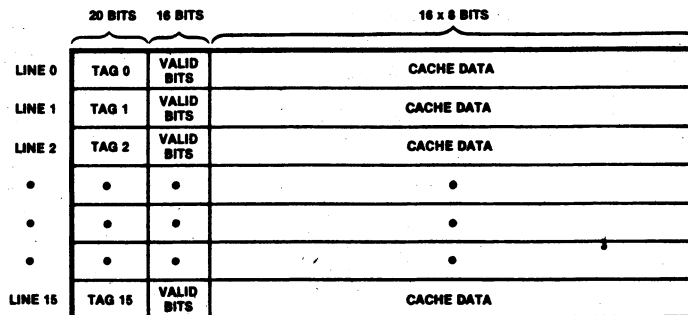 20 BITS 16 BITS 16 x 8 BITS
LINE 0 TAG 0 VALID BITS CACHE DATA
LINE 1 TAG 1 VALID BITS CACHE DATA
LINE 2 TAG 2 VALID BITS CACHE DATA
LINE 15 TAG 15 VALID BITS CACHE DATA